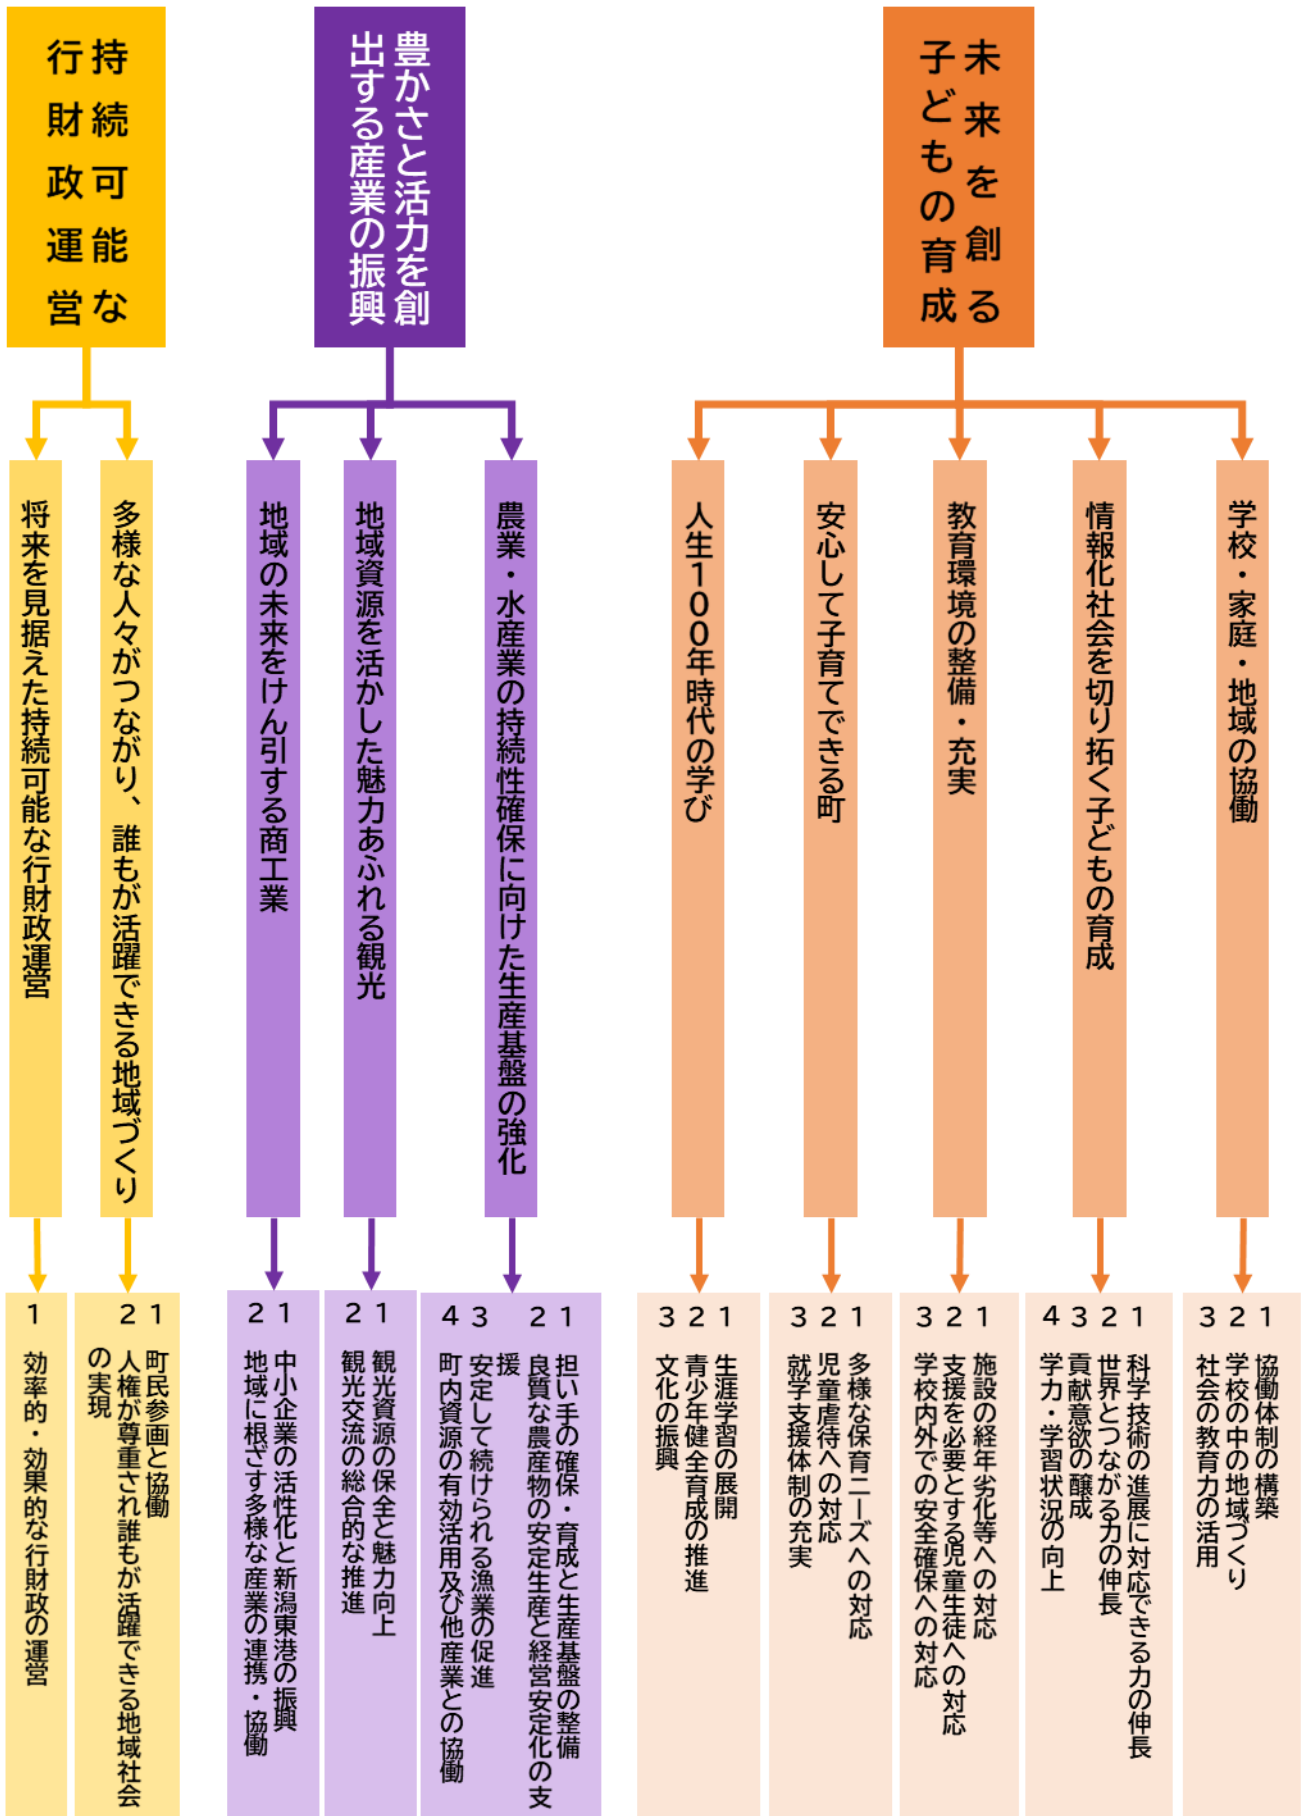 未来を創る
子どもの育成
学校・家庭・地域の協働
1 協働体制の構築
2 学校の中の地域づくり
3 社会の教育力の活用
情報化社会を切り拓く子どもの育成
1 科学技術の進展に対応できる力の伸長
2 世界とつながる力の伸長
3 貢献意欲の醸成
4 学力・学習状況の向上
教育環境の整備・充実
1 施設の経年劣化等への対応
2 支援を必要とする児童生徒への対応
3 学校内外での安全確保への対応
安心して子育てできる町
1 多様な保育ニーズへの対応
2 児童虐待への対応
3 就学支援体制の充実
人生100年時代の学び
1 生涯学習の展開
2 青少年健全育成の推進
3 文化の振興
豊かさと活力を創
出する産業の振興
農業・水産業の持続性確保に向けた生産基盤の強化
1 担い手の確保・育成と生産基盤の整備
2 良質な農産物の安定生産と経営安定化の支
援
3 安定して続けられる漁業の促進
4 町内資源の有効活用及び他産業との協働
地域資源を活かした魅力あふれる観光
1 観光資源の保全と魅力向上
2 観光交流の総合的な推進
地域の未来をけん引する商工業
1 中小企業の活性化と新潟東港の振興
2 地域に根ざす多様な産業の連携・協働
持続可能な
行財政運営
多様な人々がつながり、誰もが活躍できる地域づくり
1 町民参画と協働
2 人権が尊重され誰もが活躍できる地域社会
の実現
将来を見据えた持続可能な行財政運営
1 効率的・効果的な行財政の運営